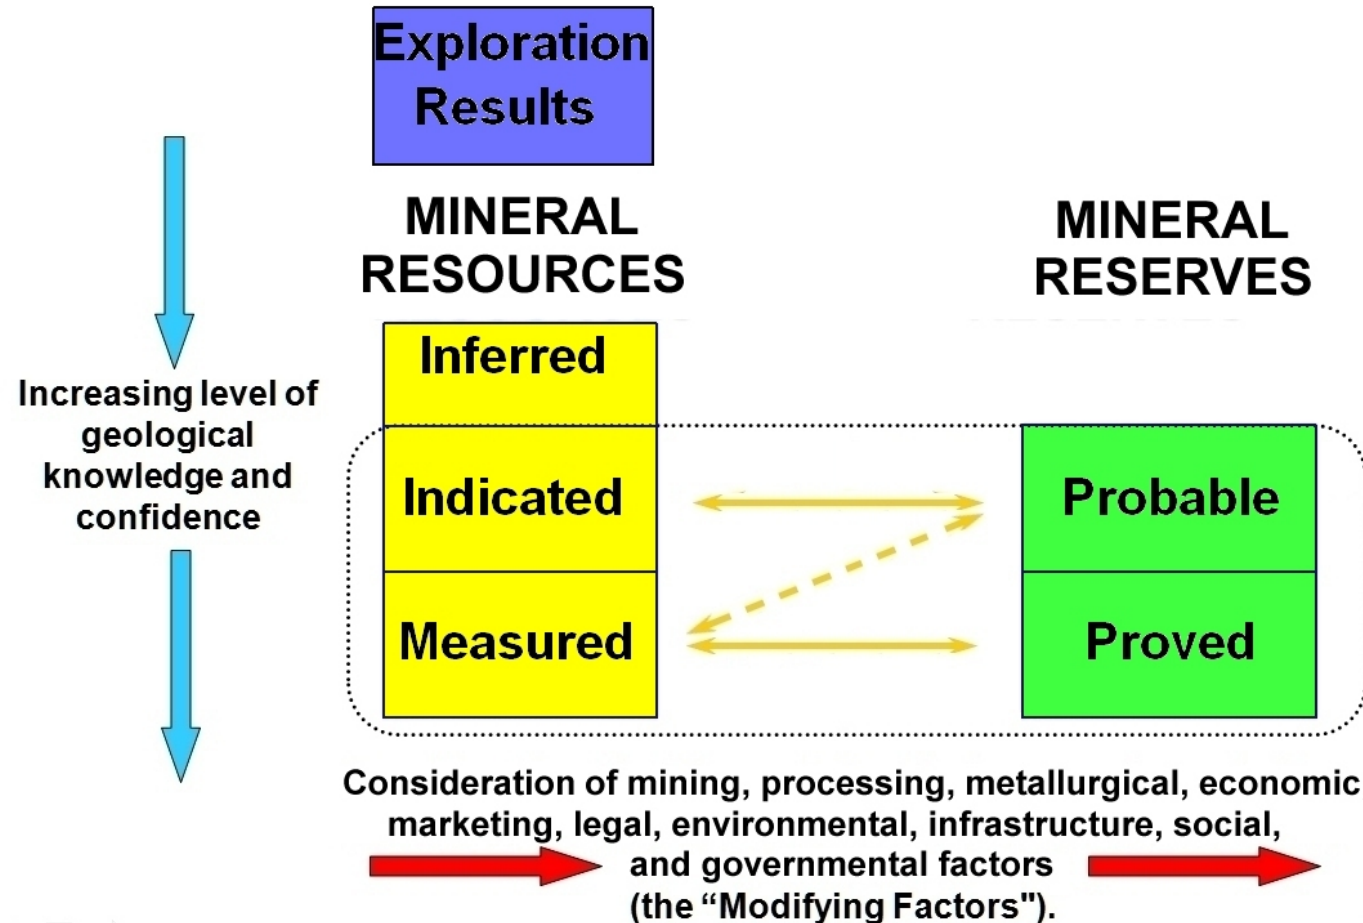 Exploration
Results
MINERAL
RESOURCES
MINERAL
RESERVES
Inferred
Increasing level of
geological
knowledge and
confidence
Indicated
Probable
Measured
Proved
Consideration of mining, processing, metallurgical, economic
marketing, legal, environmental, infrastructure, social,
and governmental factors
(the “Modifying Factors").